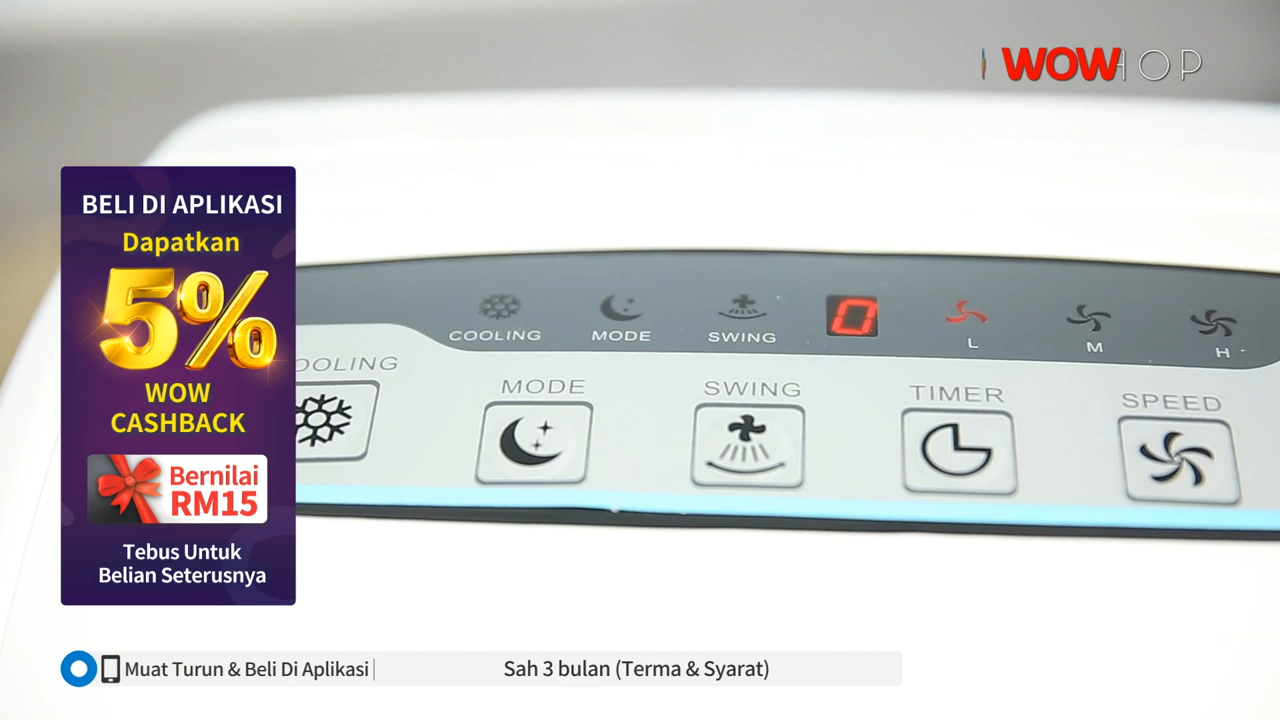 WOW HOP
BELI DI APLIKASI
Dapatkan
5%
WOW
CASHBACK
Bernilai
RM15
Tebus Untuk
Belian Seterusnya
COOLING
MODE
SWING
0
L
M
H
OOLING
MODE
SWING
TIMER
SPEED
Muat Turun & Beli Di Aplikasi
Sah 3 bulan (Terma & Syarat)